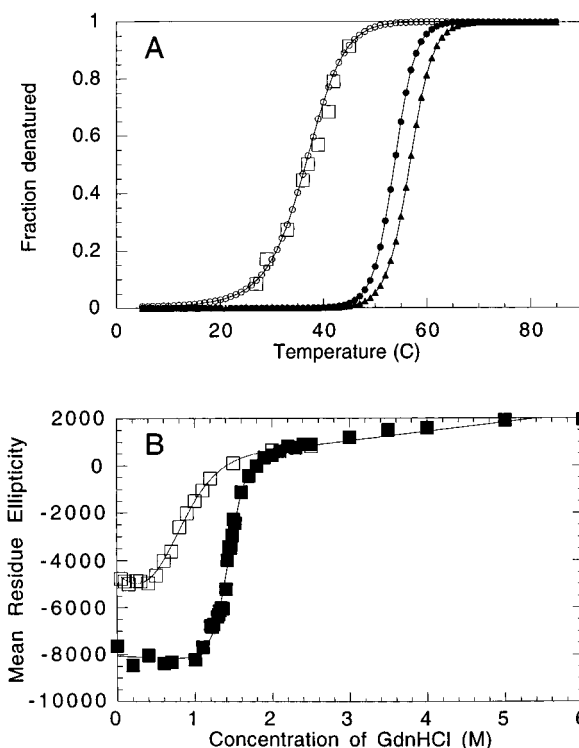 A
1
0.8
0.6
0.4
0.2
0
Fraction denatured
0 20 40 60 80
Temperature (C)
B
2000
0
-2000
-4000
-6000
-8000
-10000
Mean Residue Ellipticity
0 1 2 3 4 5 6
Concentration of GdnHCl (M)